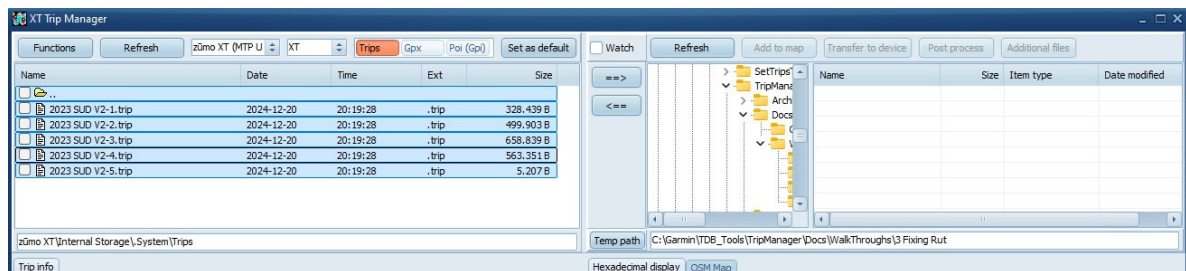 XT Trip Manager
Functions Refresh zūmo XT (MTP U XT Trips Gpx Poi (Gpi) Set as default
Name Date Time Ext Size
..
2023 SUD V2-1.trip 2024-12-20 20:19:28 .trip 328.439 B
2023 SUD V2-2.trip 2024-12-20 20:19:28 .trip 499.903 B
2023 SUD V2-3.trip 2024-12-20 20:19:28 .trip 658.839 B
2023 SUD V2-4.trip 2024-12-20 20:19:28 .trip 563.351 B
2023 SUD V2-5.trip 2024-12-20 20:19:28 .trip 5.207 B
zūmo XT\Internal Storage\.System\Trips
Trip info
Watch Refresh Add to map Transfer to device Post process Additional files
==>
<==
SetTripsT
TripMana
Arch
Docs
Name Size Item type Date modified
Temp path C:\Garmin\TDB_Tools\TripManager\Docs\WalkThroughs\3 Fixing Rut
Hexadecimal display OSM Map